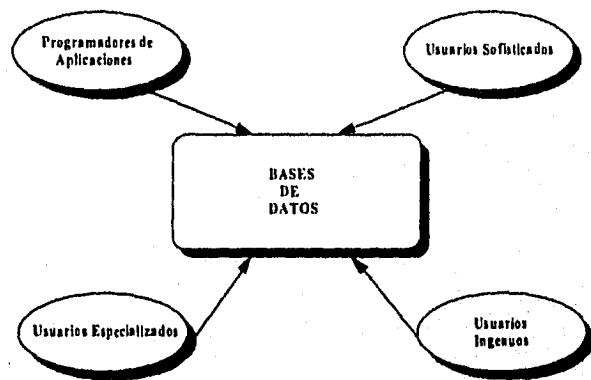 Programadores de
Aplicaciones
Usuarios Sofisticados
BASES
DE
DATOS
Usuarios Especializados
Usuarios
Ingenuos